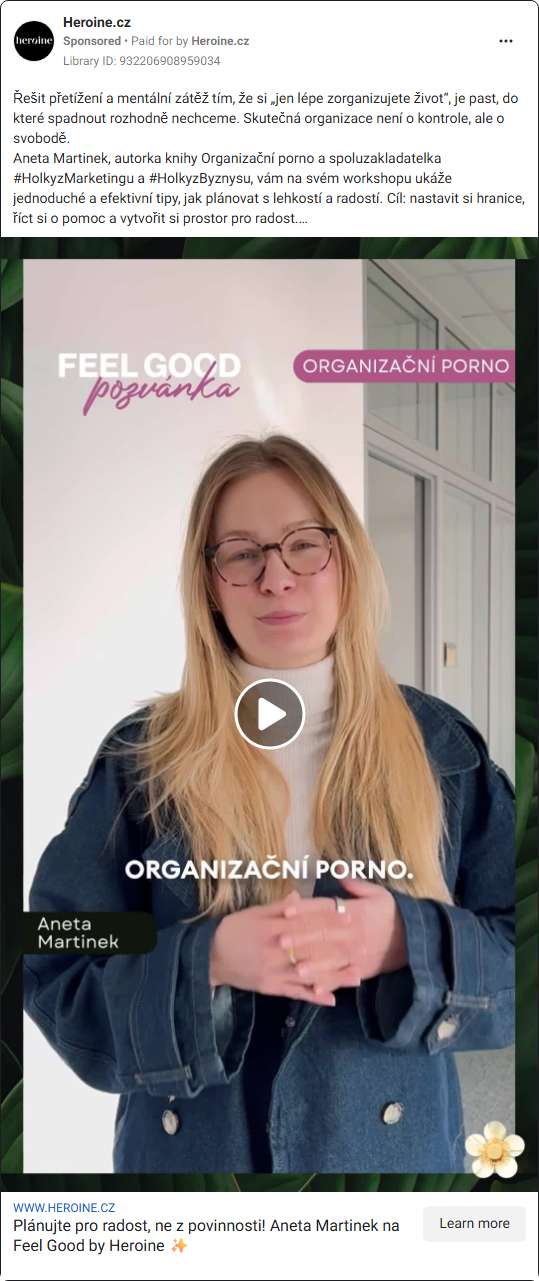 heroine
Heroine.cz
Sponsored • Paid for by Heroine.cz
Library ID: 932206908959034
Řešit přetížení a mentální zátěž tím, že si „jen lépe zorganizujete život“, je past, do
které spadnout rozhodně nechceme. Skutečná organizace není o kontrole, ale o
svobodě.
Aneta Martinek, autorka knihy Organizační porno a spoluzakladatelka
#HolkyzMarketingu a #HolkyzByznysu, vám na svém workshopu ukáže
jednoduché a efektivní tipy, jak plánovat s lehkostí a radostí. Cíl: nastavit si hranice,
říct si o pomoc a vytvořit si prostor pro radost....
FEEL GOOD
pozvánka
ORGANIZAČNÍ PORNO
ORGANIZAČNÍ PORNO.
Aneta
Martinek
WWW.HEROINE.CZ
Plánujte pro radost, ne z povinnosti! Aneta Martinek na
Feel Good by Heroine ✨
Learn more